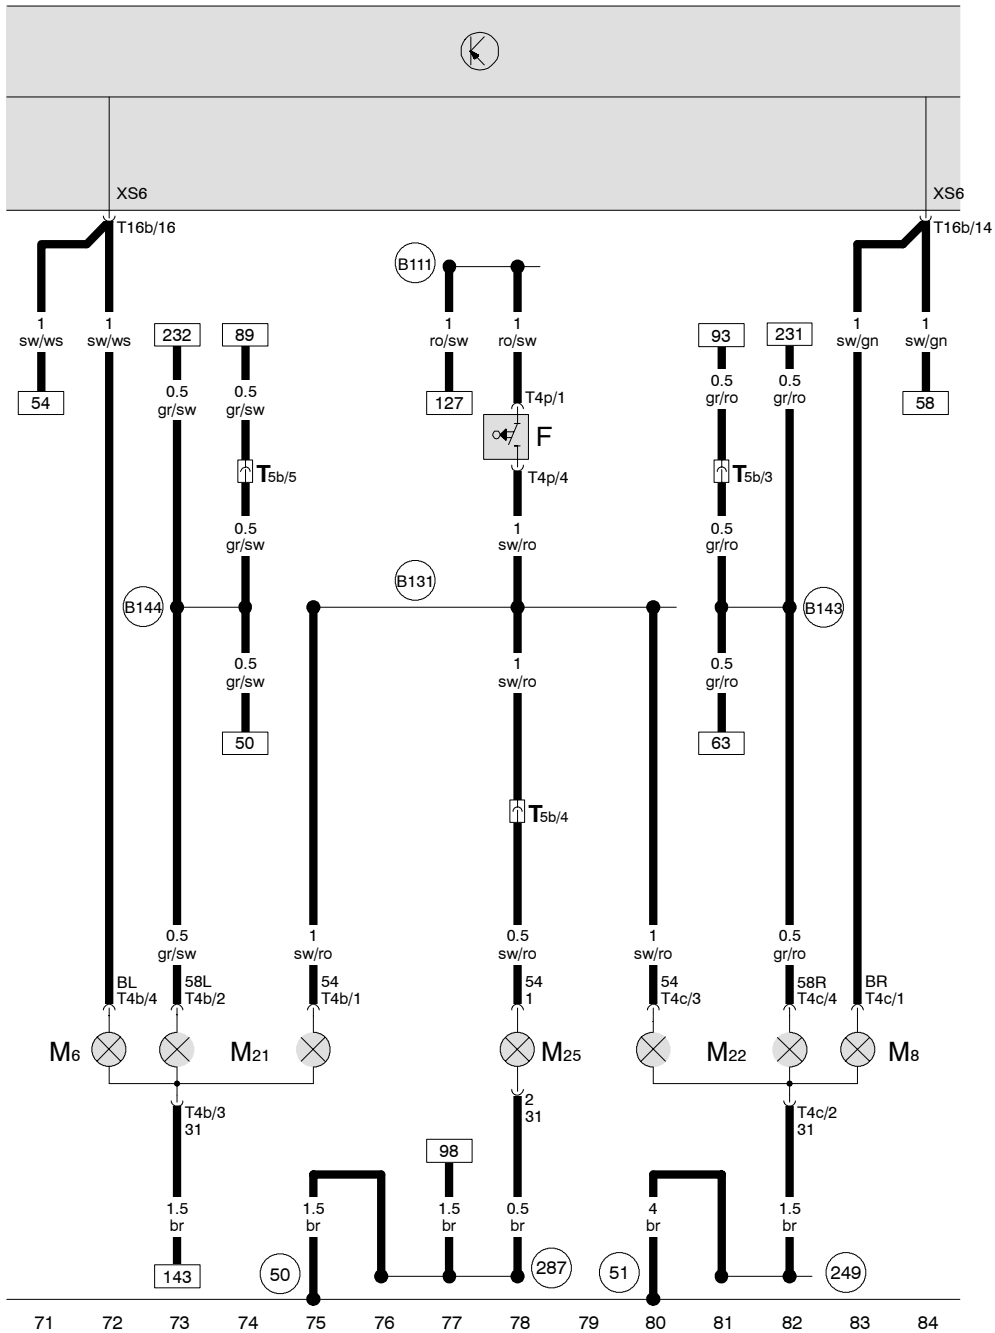 XS6
XS6
T16b/16
T16b/14
B111
1
sw/ws
1
sw/ws
232
89
1
ro/sw
1
ro/sw
93
231
1
sw/gn
1
sw/gn
54
0.5
gr/sw
0.5
gr/sw
127
T4p/1
0.5
gr/ro
0.5
gr/ro
58
F
T5b/5
T4p/4
T5b/3
0.5
gr/sw
1
sw/ro
0.5
gr/ro
B131
B144
B143
0.5
gr/sw
1
sw/ro
0.5
gr/ro
50
63
T5b/4
0.5
gr/sw
1
sw/ro
0.5
sw/ro
1
sw/ro
0.5
gr/ro
BL
T4b/4
58L
T4b/2
54
T4b/1
54
1
54
T4c/3
58R
T4c/4
BR
T4c/1
M6
M21
M25
M22
M8
T4b/3
31
2
31
T4c/2
31
98
1.5
br
1.5
br
1.5
br
0.5
br
4
br
1.5
br
143
50
287
51
249
71 72 73 74 75 76 77 78 79 80 81 82 83 84